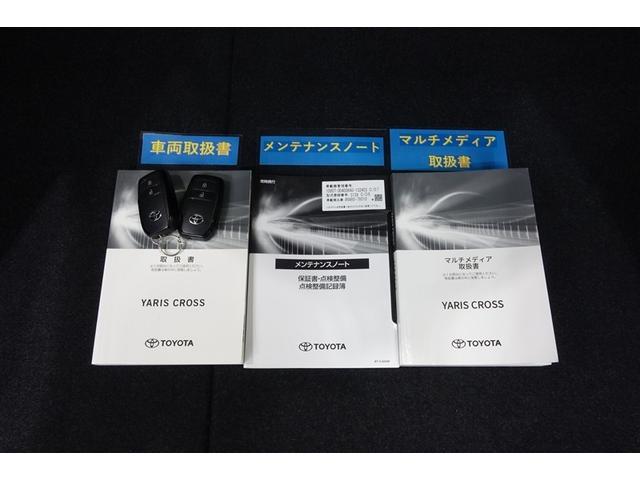 車両取扱書
メンテナンスノート
マルチメディア
取扱書
取扱書
YARIS CROSS
TOYOTA
メンテナンスノート
保証書・点検整備
点検整備記録簿
TOYOTA
マルチメディア
取扱書
YARIS CROSS
TOYOTA